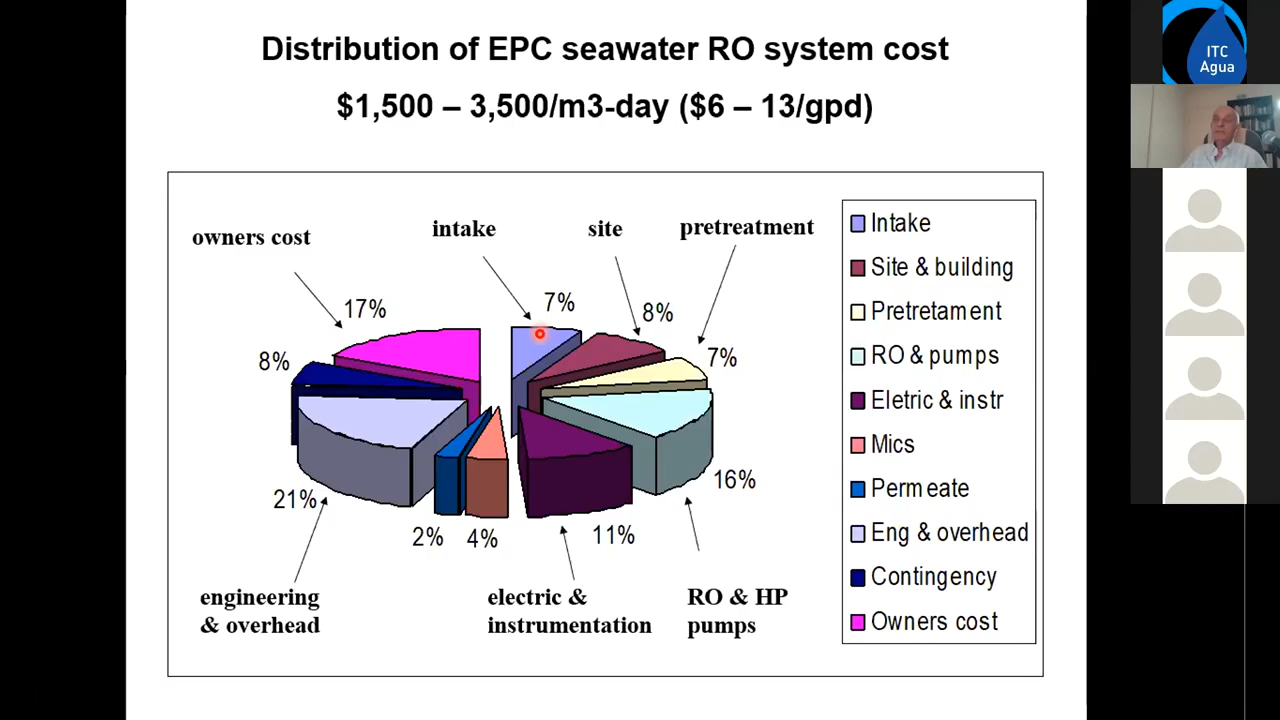 Distribution of EPC seawater RO system cost
$1,500 – 3,500/m3-day ($6 – 13/gpd)
ITC
Agua
owners cost
intake
site
pretreatment
17%
7%
8%
7%
8%
16%
21%
2%
4%
11%
engineering
& overhead
electric &
instrumentation
RO & HP
pumps
Intake
Site & building
Pretretament
RO & pumps
Eletric & instr
Mics
Permeate
Eng & overhead
Contingency
Owners cost